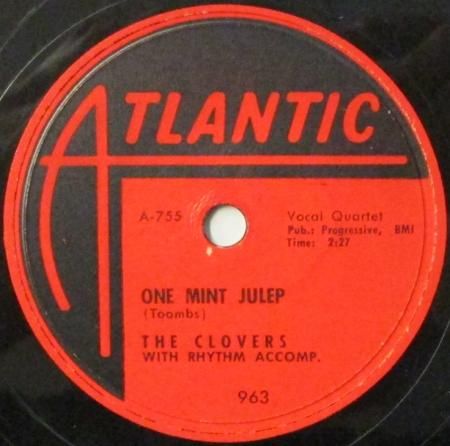 ATLANTIC
A-755
Vocal Quartet
Pub.: Progressive, BMI
Time: 2:27
ONE MINT JULEP
(Toombs)
THE CLOVERS
WITH RHYTHM ACCOMP.
963